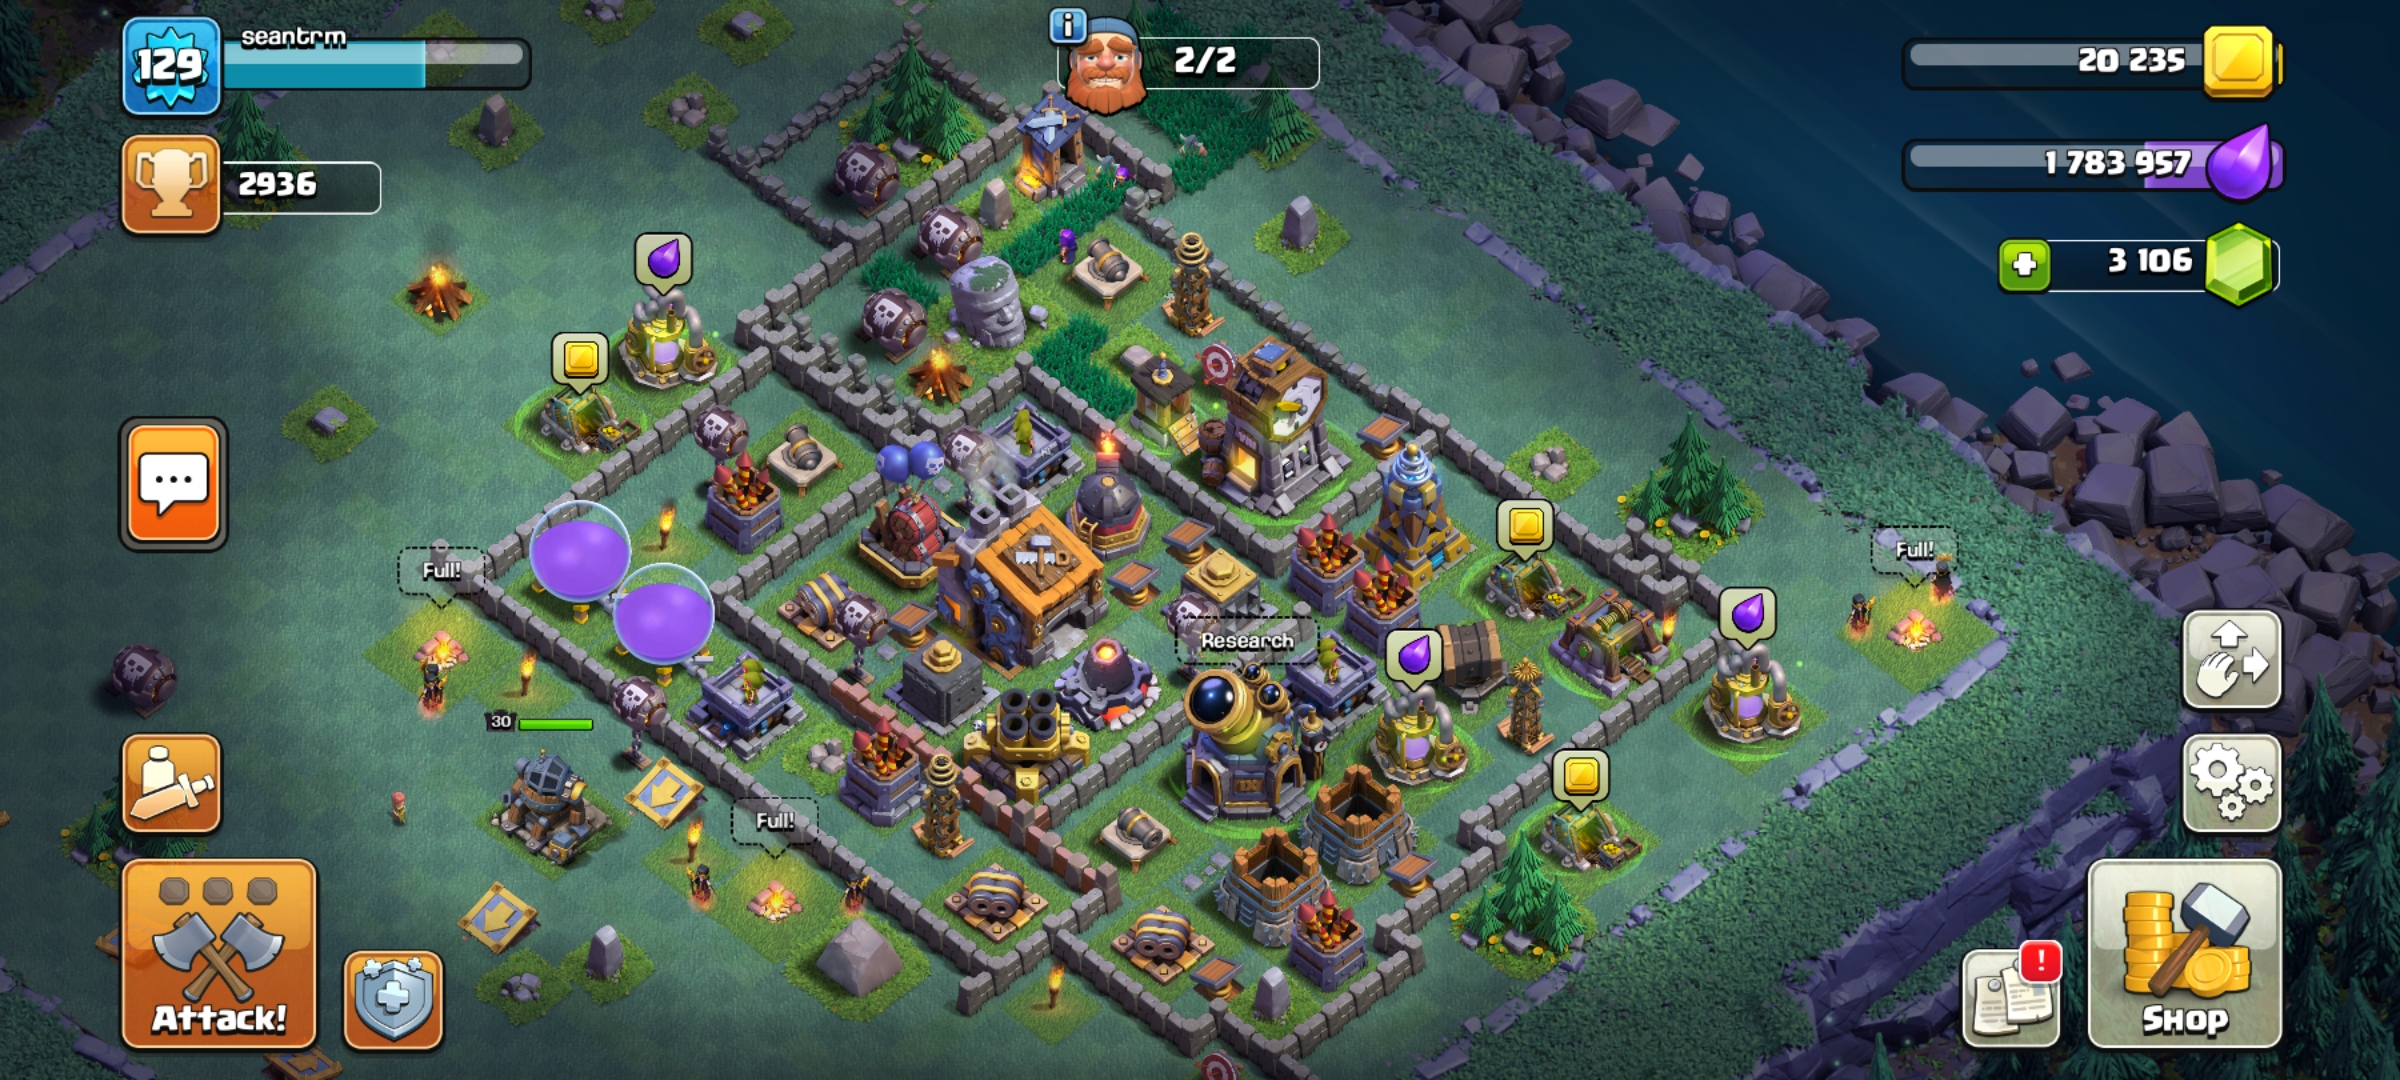 seantrm
129
2936
2/2
20 235
1 783 957
3 106
Full!
Full!
Research
30
Full!
Attack!
!
Shop